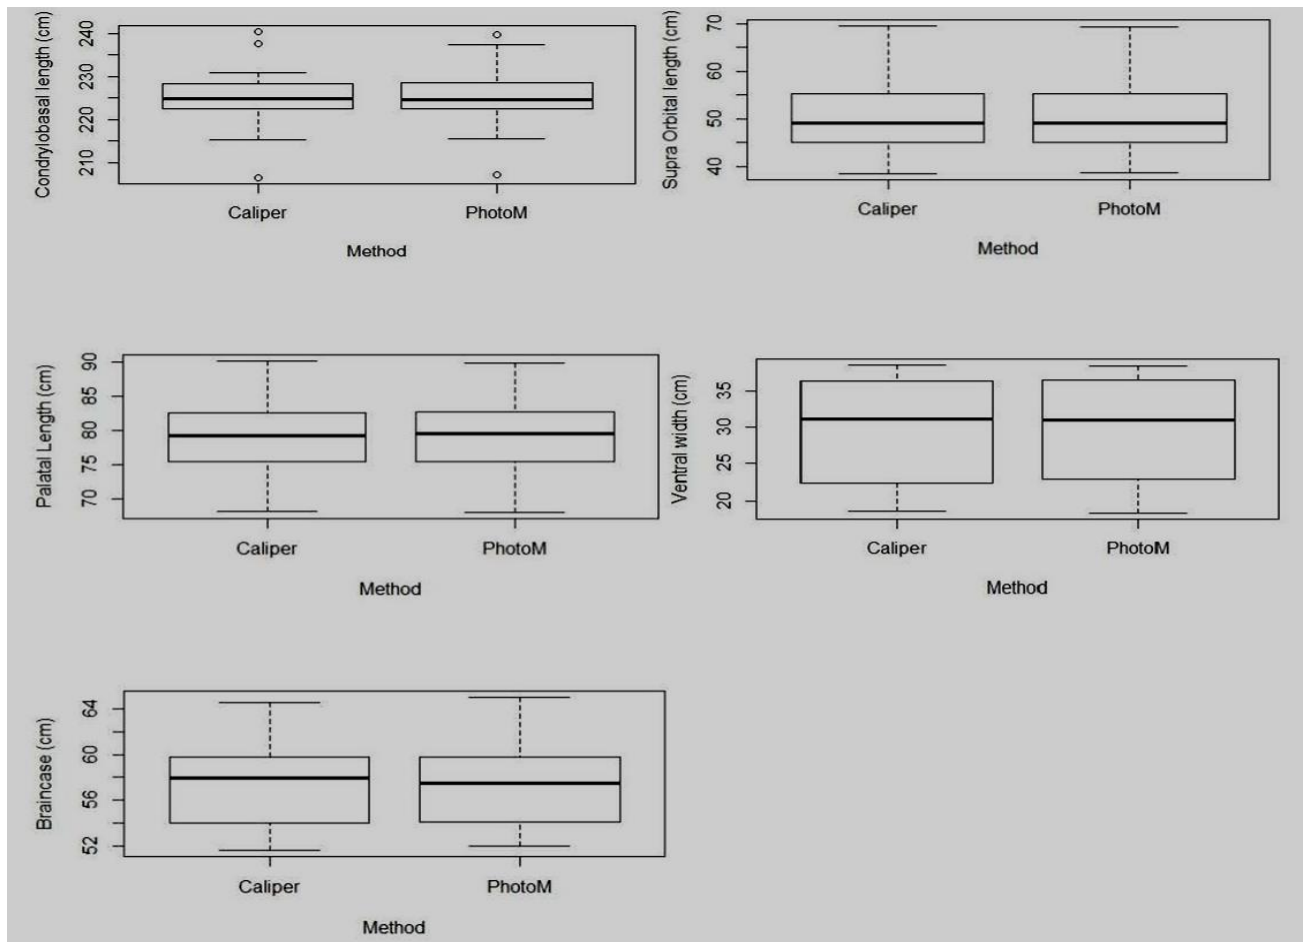 Condrylobasal length (cm)
240
230
220
210
Caliper PhotoM
Method
Supra Orbital length (cm)
70
60
50
40
Caliper PhotoM
Method
Palatal Length (cm)
90
85
80
75
70
Caliper PhotoM
Method
Ventral width (cm)
35
30
25
20
Caliper PhotoM
Method
Braincase (cm)
64
60
56
52
Caliper PhotoM
Method